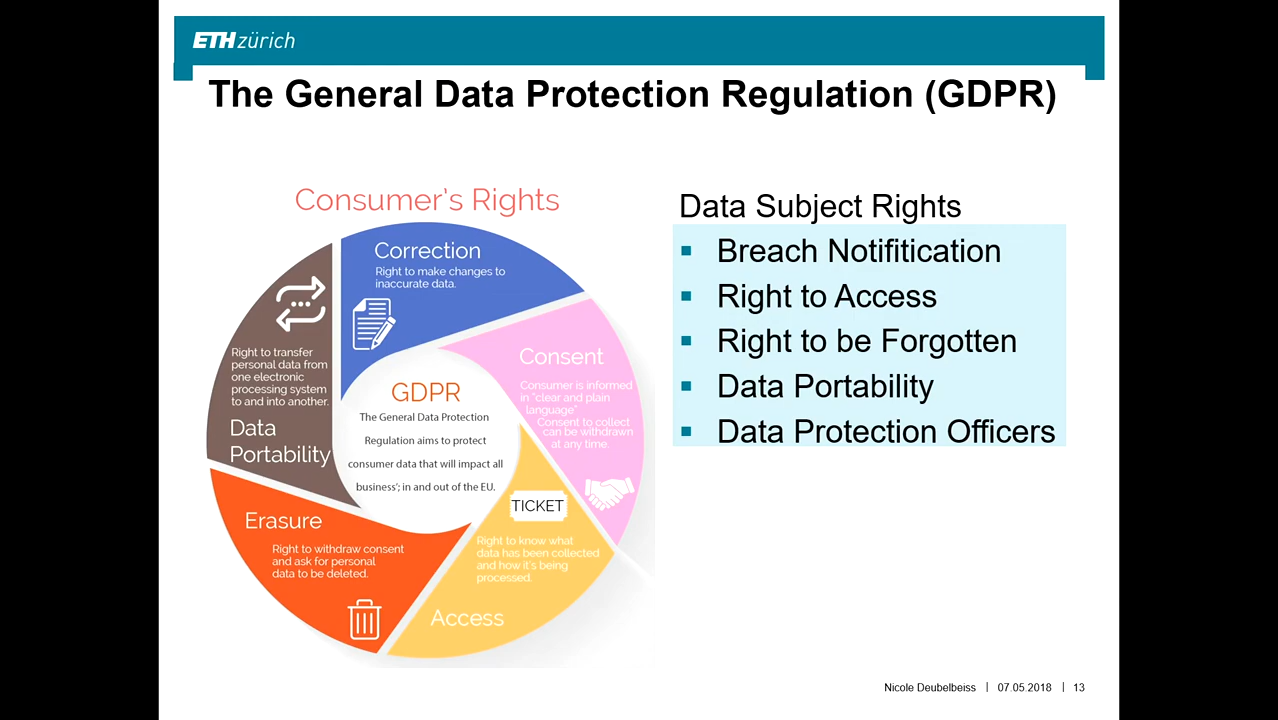 ETH zürich
The General Data Protection Regulation (GDPR)
Consumer's Rights
Correction
Right to make changes to
inaccurate data.
Consent
Consumer is informed
in "clear and plain
language"
Consent to collect
can be withdrawn
at any time.
TICKET
Right to know what
data has been collected
and how it's being
processed.
Access
Erasure
Right to withdraw consent
and ask for personal
data to be deleted.
Right to transfer
personal data from
one electronic
processing system
to and into another.
Data
Portability
GDPR
The General Data Protection
Regulation aims to protect
consumer data that will impact all
business'; in and out of the EU.
Data Subject Rights
▪ Breach Notifitication
▪ Right to Access
▪ Right to be Forgotten
▪ Data Portability
▪ Data Protection Officers
Nicole Deubelbeiss | 07.05.2018 | 13